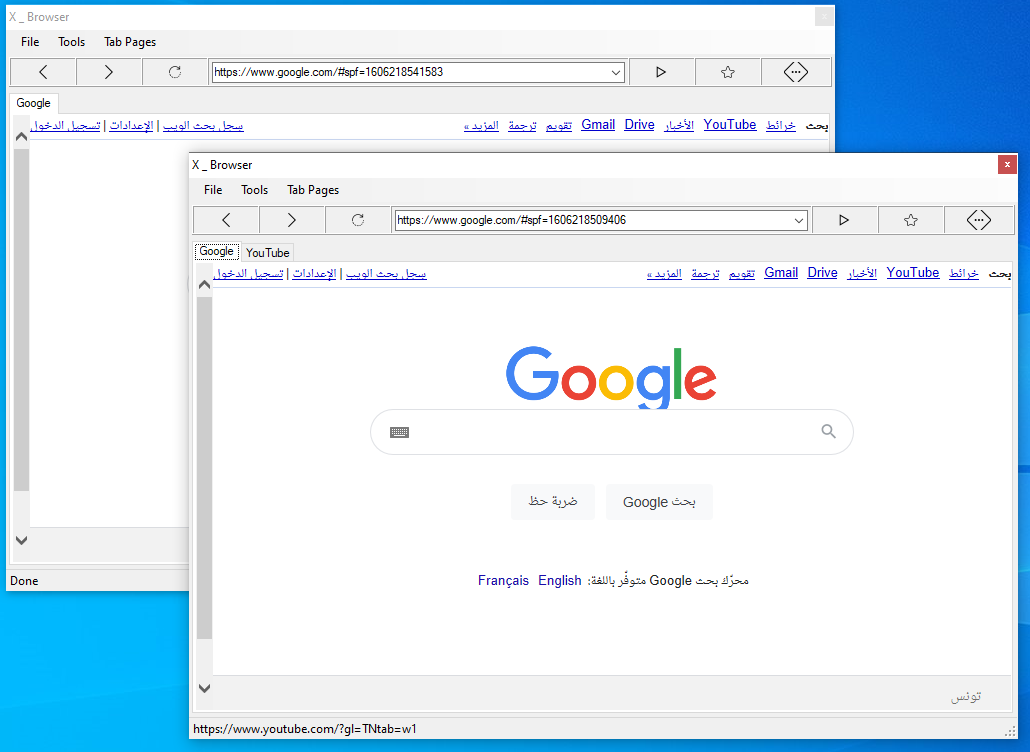 X _ Browser
x
File Tools Tab Pages
https://www.google.com/#spf=1606218541583
Google
بحث خرائط YouTube الأخبار Drive Gmail تقويم ترجمة المزيد »
سجل بحث الويب | الإعدادات | تسجيل الدخول
Done
X _ Browser
x
File Tools Tab Pages
https://www.google.com/#spf=1606218509406
Google YouTube
بحث خرائط YouTube الأخبار Drive Gmail تقويم ترجمة المزيد »
سجل بحث الويب | الإعدادات | تسجيل الدخول
Google
بحث Google ضربة حظ
محرّك بحث Google متوفّر باللغة: English Français
تونس
https://www.youtube.com/?gl=TNtab=w1